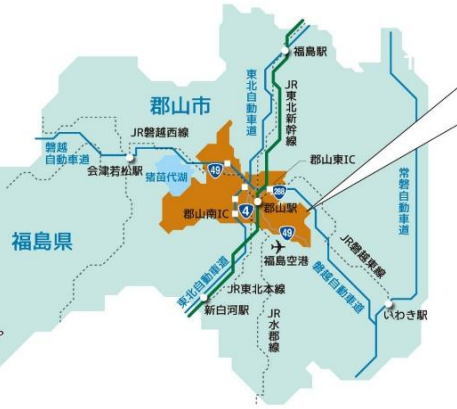 福島駅
東北自動車道
JR東北新幹線
郡山市
JR磐越西線
磐越
自動車道
会津若松駅
猪苗代湖
49
郡山東IC
288
常磐自動車道
郡山南IC
4
郡山駅
49
福島県
福島空港
JR磐越東線
磐越自動車道
東北自動車道
JR東北本線
新白河駅
JR水郡線
いわき駅